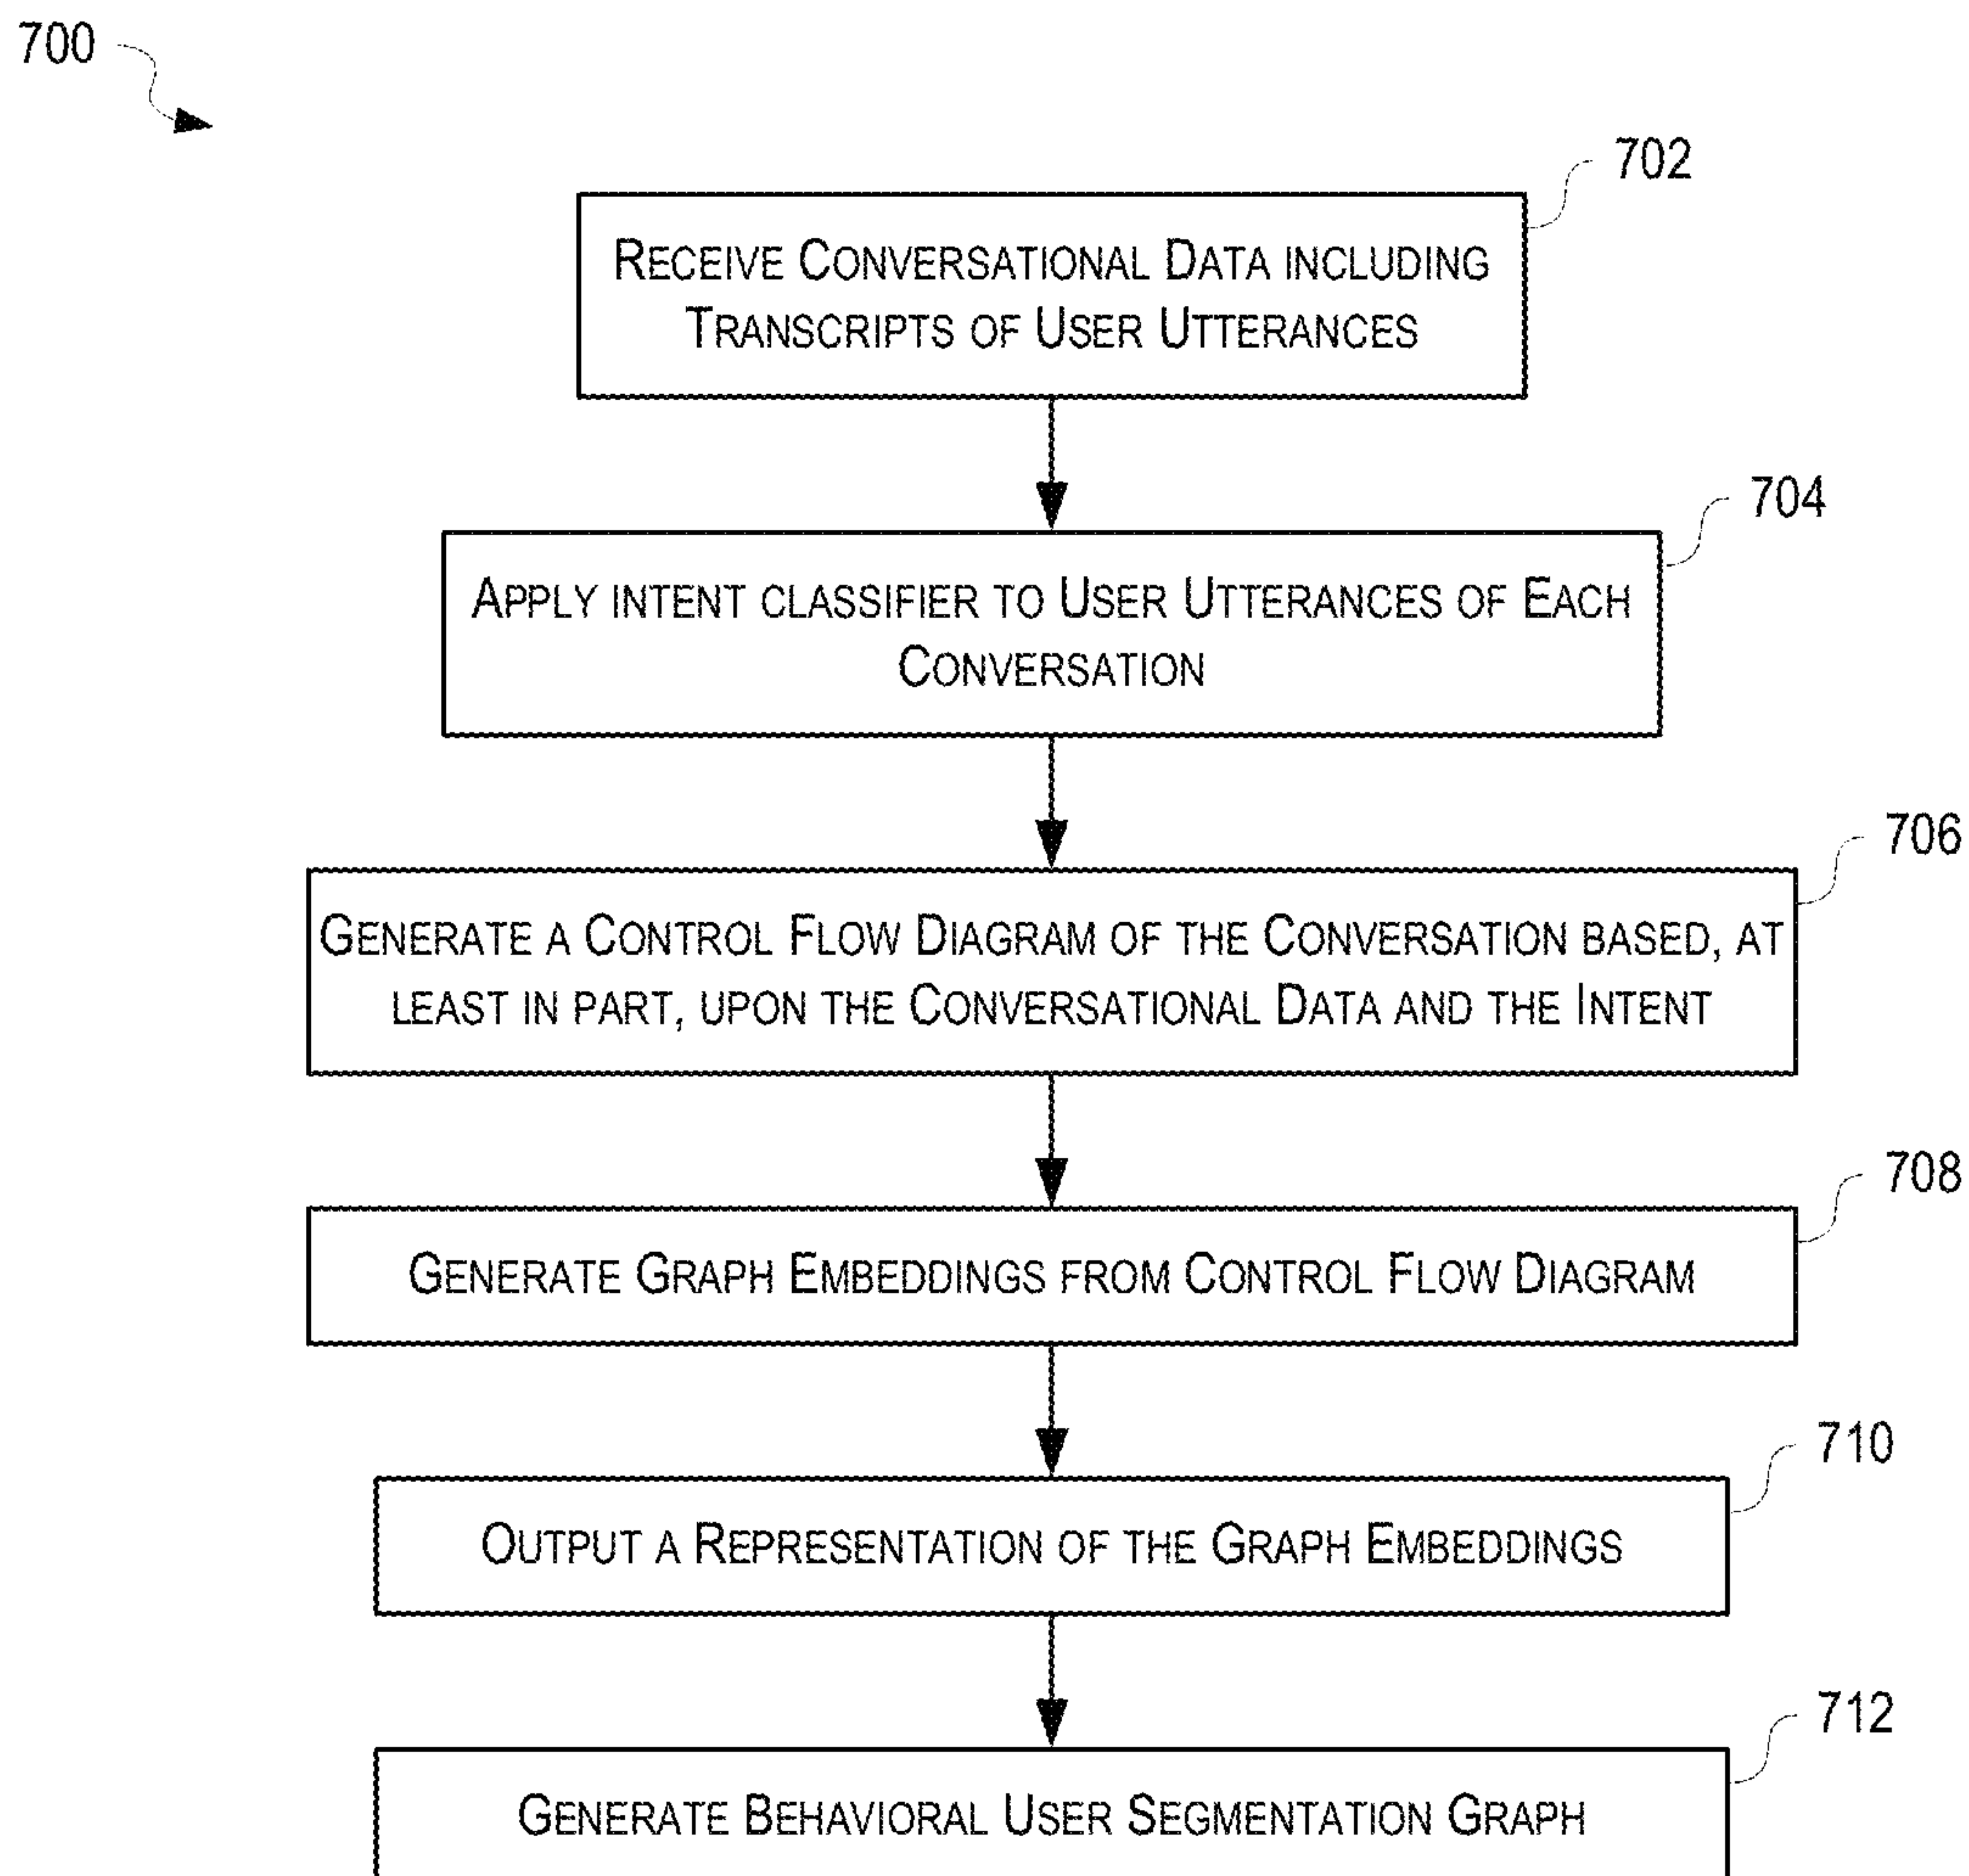 700
702
Receive Conversational Data including
Transcripts of User Utterances
704
Apply intent classifier to User Utterances of Each
Conversation
706
Generate a Control Flow Diagram of the Conversation based, at
least in part, upon the Conversational Data and the Intent
708
Generate Graph Embeddings from Control Flow Diagram
710
Output a Representation of the Graph Embeddings
712
Generate Behavioral User Segmentation Graph